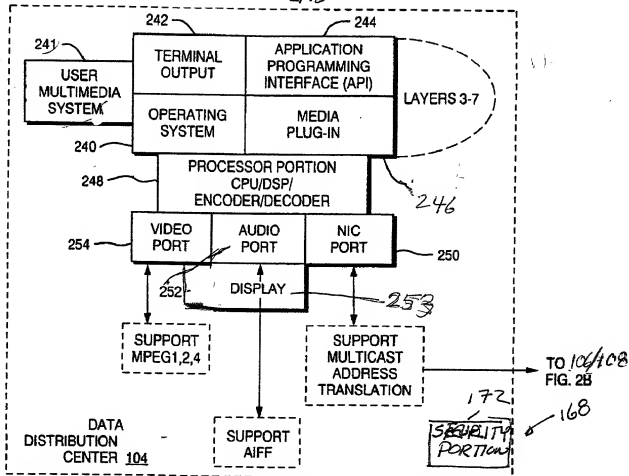 242
244
241
TERMINAL OUTPUT
APPLICATION PROGRAMMING INTERFACE (API)
USER MULTIMEDIA SYSTEM
LAYERS 3-7
OPERATING SYSTEM
MEDIA PLUG-IN
240
PROCESSOR PORTION CPU/DSP/ ENCODER/DECODER
248
246
254
VIDEO PORT
AUDIO PORT
NIC PORT
250
252
DISPLAY
253
SUPPORT MPEG1,2,4
SUPPORT MULTICAST ADDRESS TRANSLATION
TO 106/108
FIG. 2B
172
168
SECURITY PORTION
DATA DISTRIBUTION CENTER 104
SUPPORT AIFF